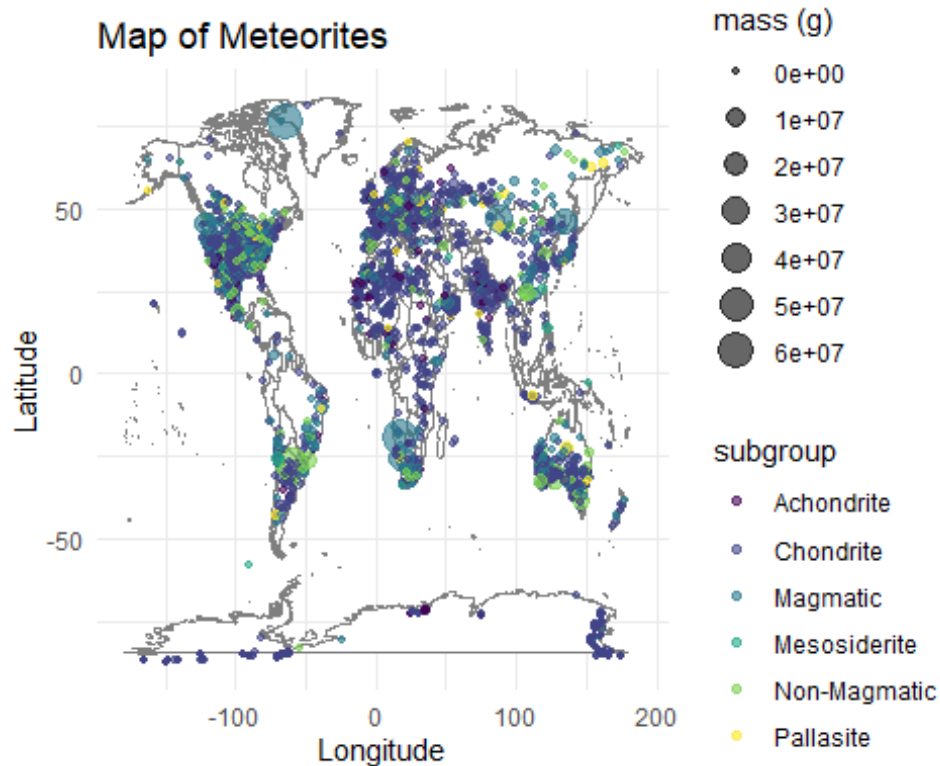 Map of Meteorites
Latitude
50
0
-50
-100
0
100
200
Longitude
mass (g)
0e+00
1e+07
2e+07
3e+07
4e+07
5e+07
6e+07
subgroup
Achondrite
Chondrite
Magmatic
Mesosiderite
Non-Magmatic
Pallasite